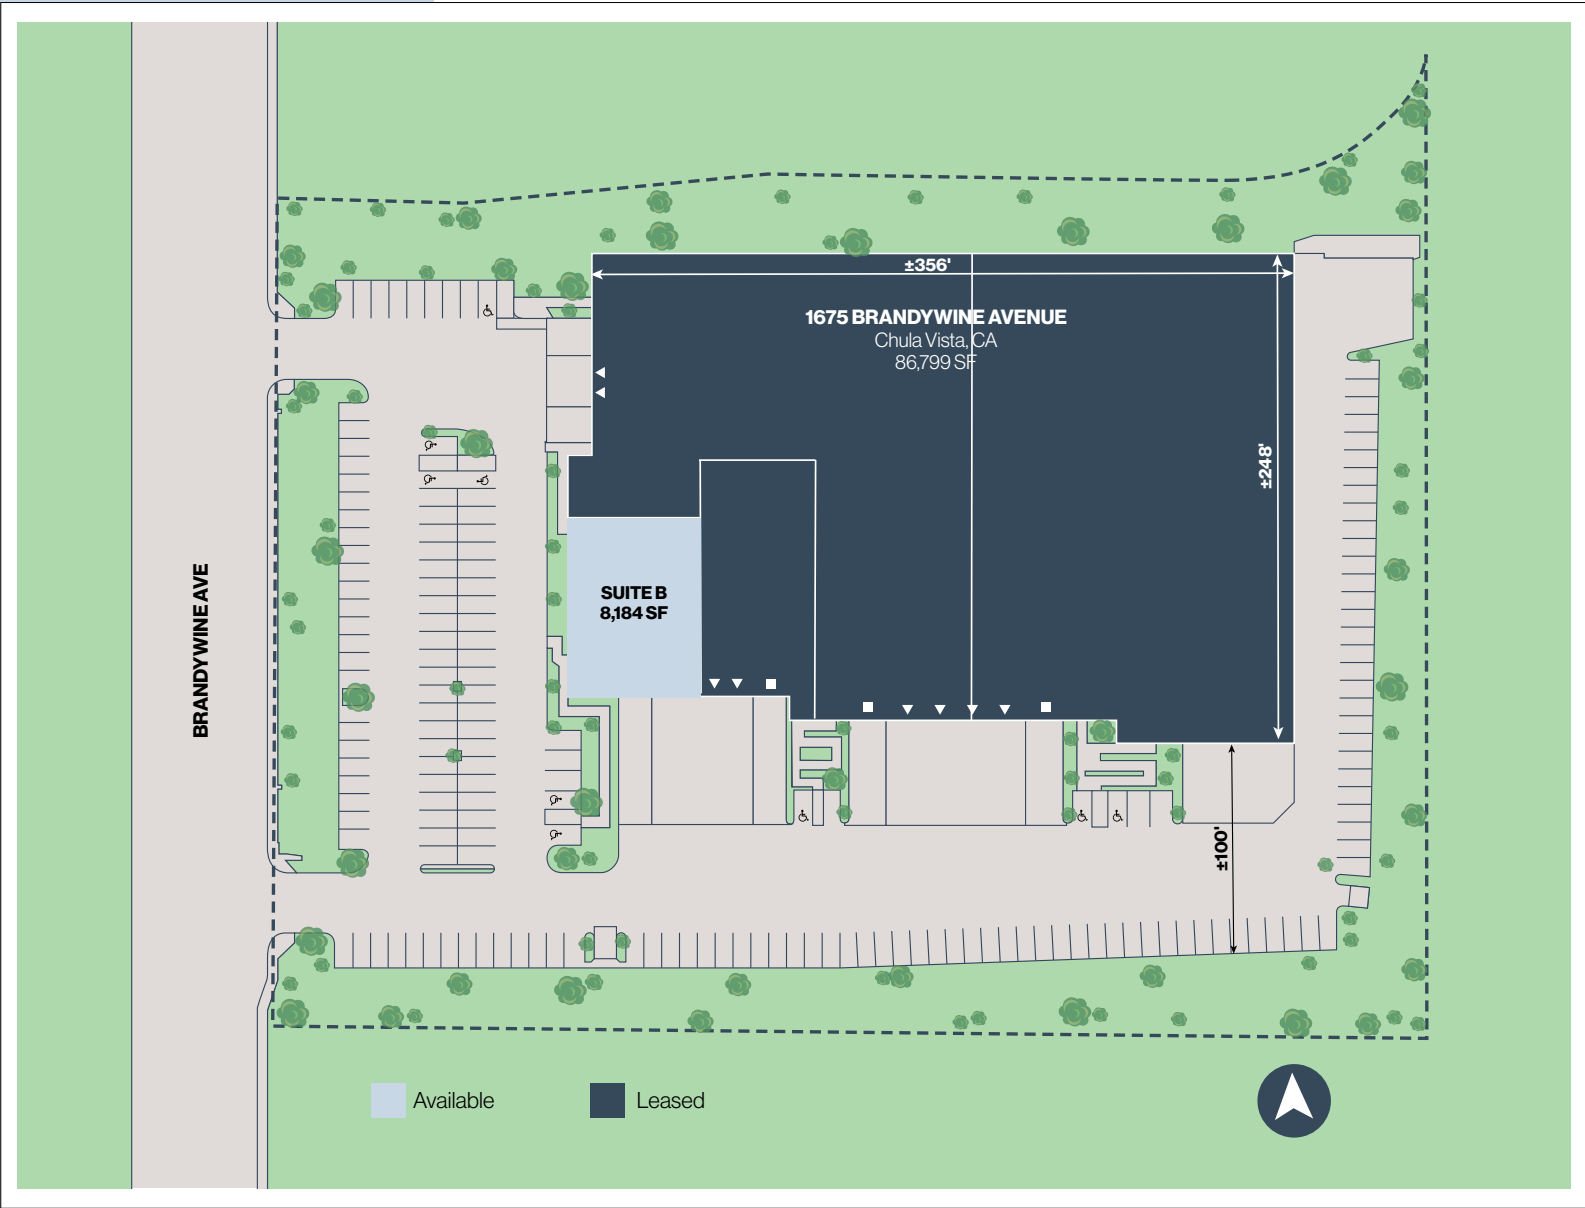 ±356'
1675 BRANDYWINE AVENUE
Chula Vista, CA
86,799 SF
±248'
SUITE B
8,184 SF
BRANDYWINE AVE
±100'
Available
Leased